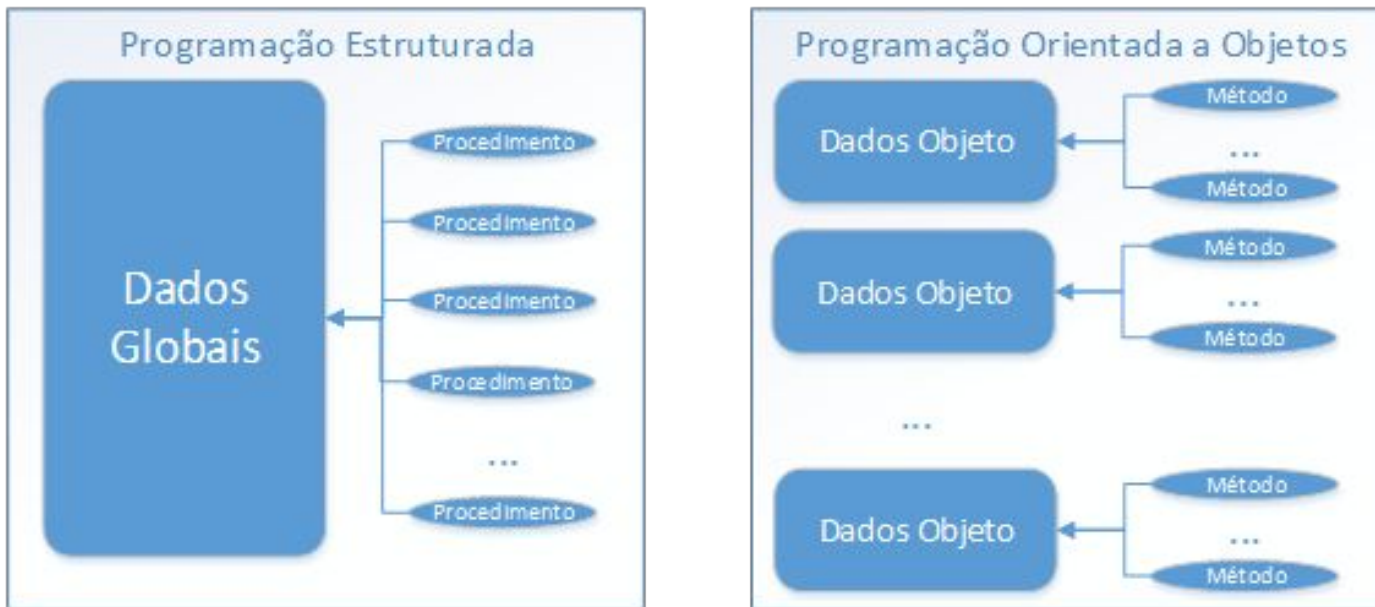 Programação Estruturada
Dados
Globais
Procedimento
Procedimento
Procedimento
Procedimento
...
Procedimento
Programação Orientada a Objetos
Dados Objeto
Método
...
Método
Dados Objeto
Método
...
Método
...
Dados Objeto
Método
...
Método